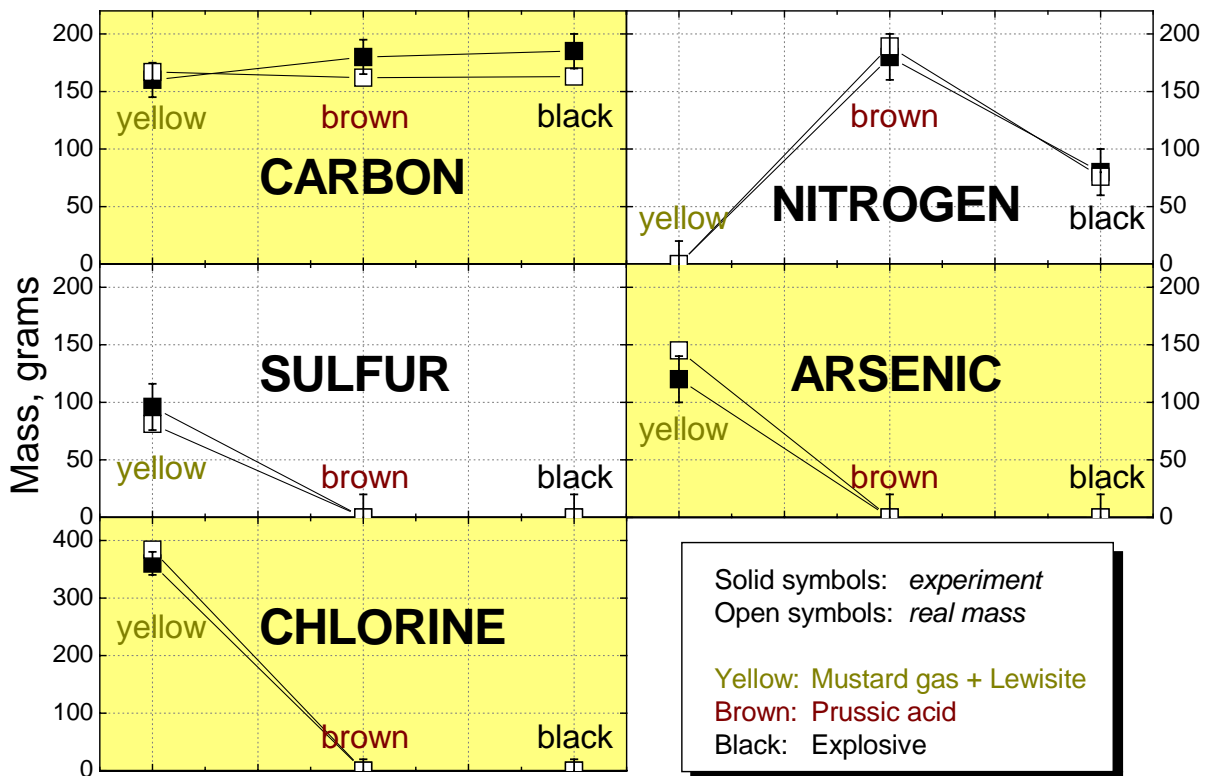 Mass, grams
200
150
100
50
0
yellow
brown
black
CARBON
200
150
100
50
0
yellow
brown
black
NITROGEN
200
150
100
50
0
yellow
brown
black
SULFUR
200
150
100
50
0
yellow
brown
black
ARSENIC
400
300
200
100
0
yellow
brown
black
CHLORINE
Solid symbols: experiment
Open symbols: real mass
Yellow: Mustard gas + Lewisite
Brown: Prussic acid
Black: Explosive